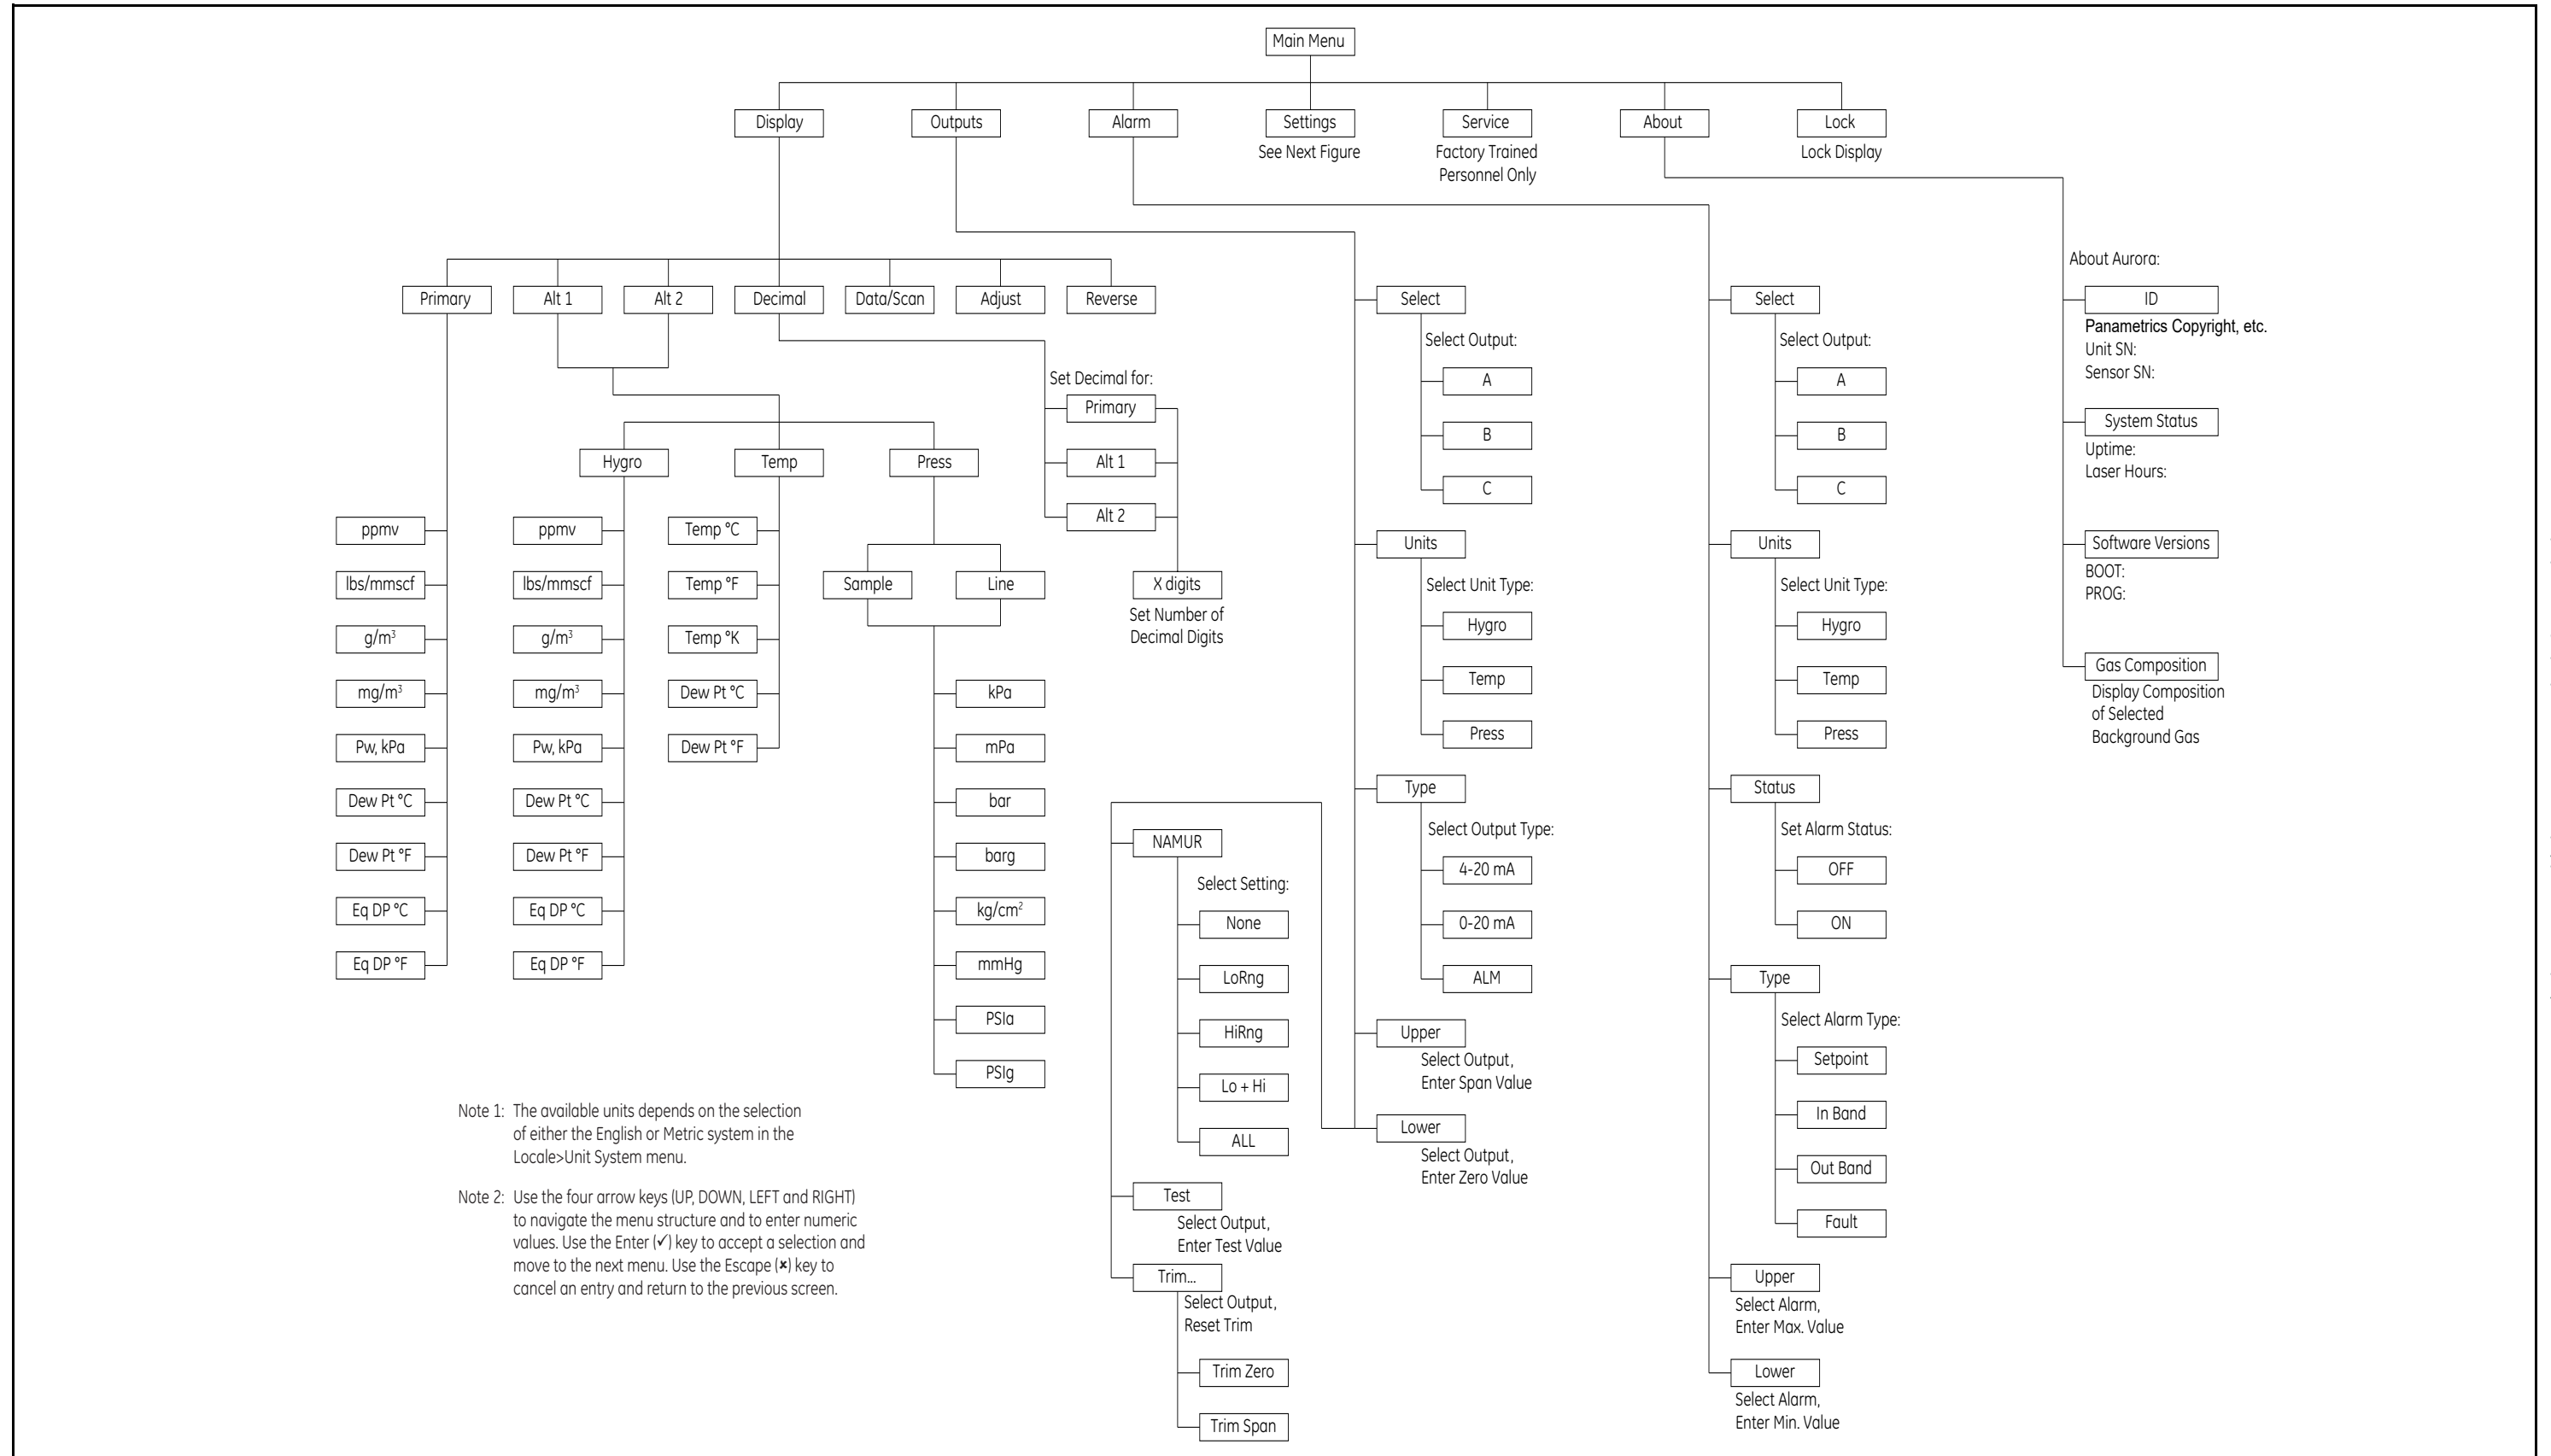 Main Menu
Display
Outputs
Alarm
Settings
See Next Figure
Service
Factory Trained
Personnel Only
About
Lock
Lock Display
Primary
Alt 1
Alt 2
Decimal
Data/Scan
Adjust
Reverse
ppmv
lbs/mmscf
g/m³
mg/m³
Pw, kPa
Dew Pt °C
Dew Pt °F
Eq DP °C
Eq DP °F
Hygro
Temp
Press
ppmv
lbs/mmscf
g/m³
mg/m³
Pw, kPa
Dew Pt °C
Dew Pt °F
Eq DP °C
Eq DP °F
Temp °C
Temp °F
Temp °K
Dew Pt °C
Dew Pt °F
Sample
Line
kPa
mPa
bar
barg
kg/cm²
mmHg
PSIa
PSIg
Set Decimal for:
Primary
Alt 1
Alt 2
X digits
Set Number of
Decimal Digits
Select
Select Output:
A
B
C
Units
Select Unit Type:
Hygro
Temp
Press
Type
Select Output Type:
4-20 mA
0-20 mA
ALM
Upper
Select Output,
Enter Span Value
Lower
Select Output,
Enter Zero Value
NAMUR
Select Setting:
None
LoRng
HiRng
Lo + Hi
ALL
Test
Select Output,
Enter Test Value
Trim...
Select Output,
Reset Trim
Trim Zero
Trim Span
Select
Select Output:
A
B
C
Units
Select Unit Type:
Hygro
Temp
Press
Status
Set Alarm Status:
OFF
ON
Type
Select Alarm Type:
Setpoint
In Band
Out Band
Fault
Upper
Select Alarm,
Enter Max. Value
Lower
Select Alarm,
Enter Min. Value
About Aurora:
ID
Panametrics Copyright, etc.
Unit SN:
Sensor SN:
System Status
Uptime:
Laser Hours:
Software Versions
BOOT:
PROG:
Gas Composition
Display Composition
of Selected
Background Gas
Note 1: The available units depends on the selection
of either the English or Metric system in the
Locale>Unit System menu.
Note 2: Use the four arrow keys (UP, DOWN, LEFT and RIGHT)
to navigate the menu structure and to enter numeric
values. Use the Enter (✓) key to accept a selection and
move to the next menu. Use the Escape (×) key to
cancel an entry and return to the previous screen.